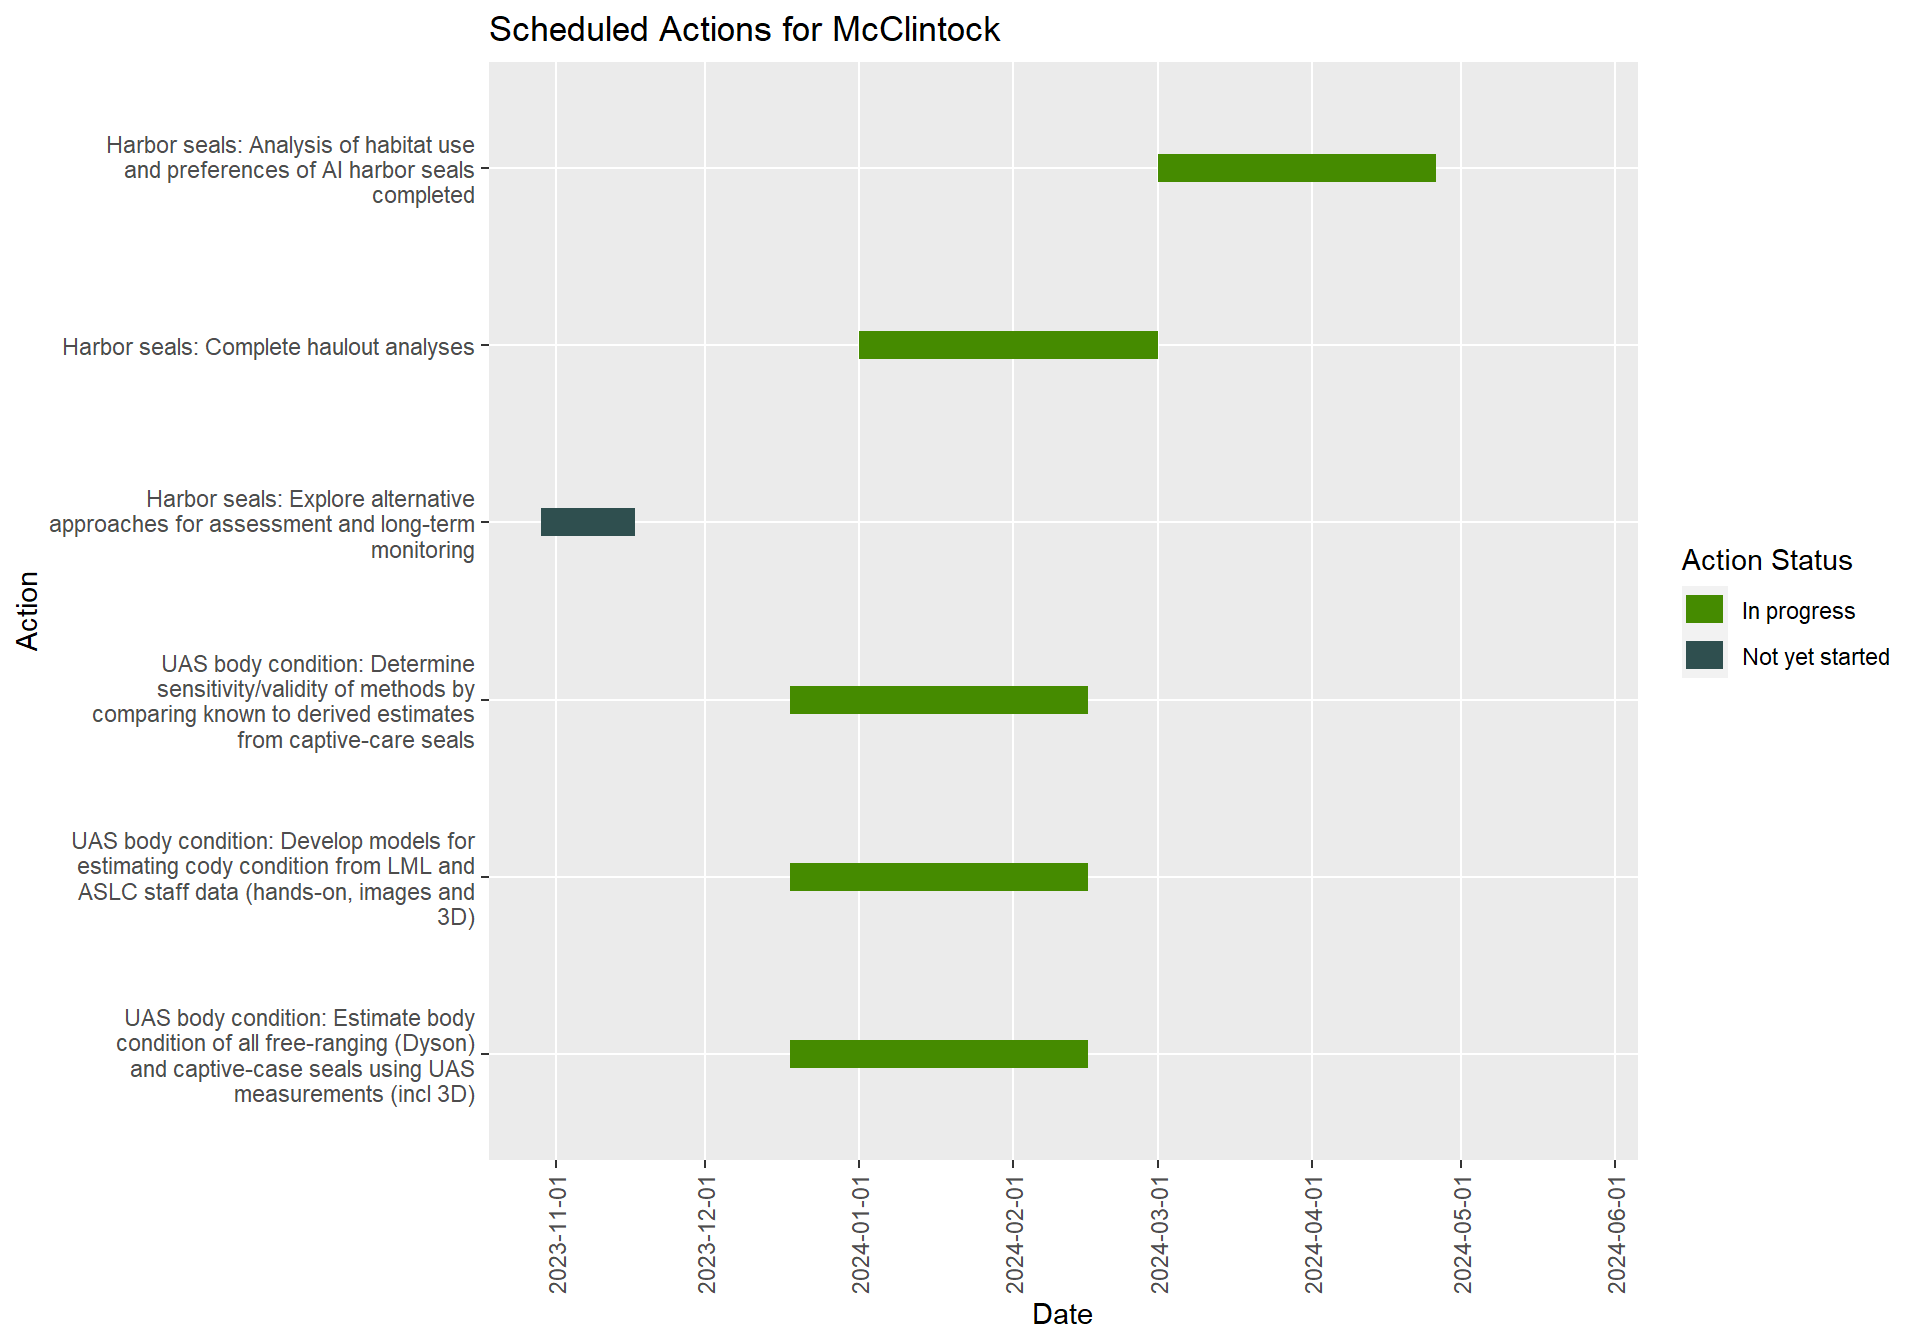 Scheduled Actions for McClintock
Harbor seals: Analysis of habitat use
and preferences of AI harbor seals
completed
Harbor seals: Complete haulout analyses
Harbor seals: Explore alternative
approaches for assessment and long-term
monitoring
UAS body condition: Determine
sensitivity/validity of methods by
comparing known to derived estimates
from captive-care seals
UAS body condition: Develop models for
estimating cody condition from LML and
ASLC staff data (hands-on, images and
3D)
UAS body condition: Estimate body
condition of all free-ranging (Dyson)
and captive-case seals using UAS
measurements (incl 3D)
Action
2023-11-01
2023-12-01
2024-01-01
2024-02-01
2024-03-01
2024-04-01
2024-05-01
2024-06-01
Date
Action Status
In progress
Not yet started